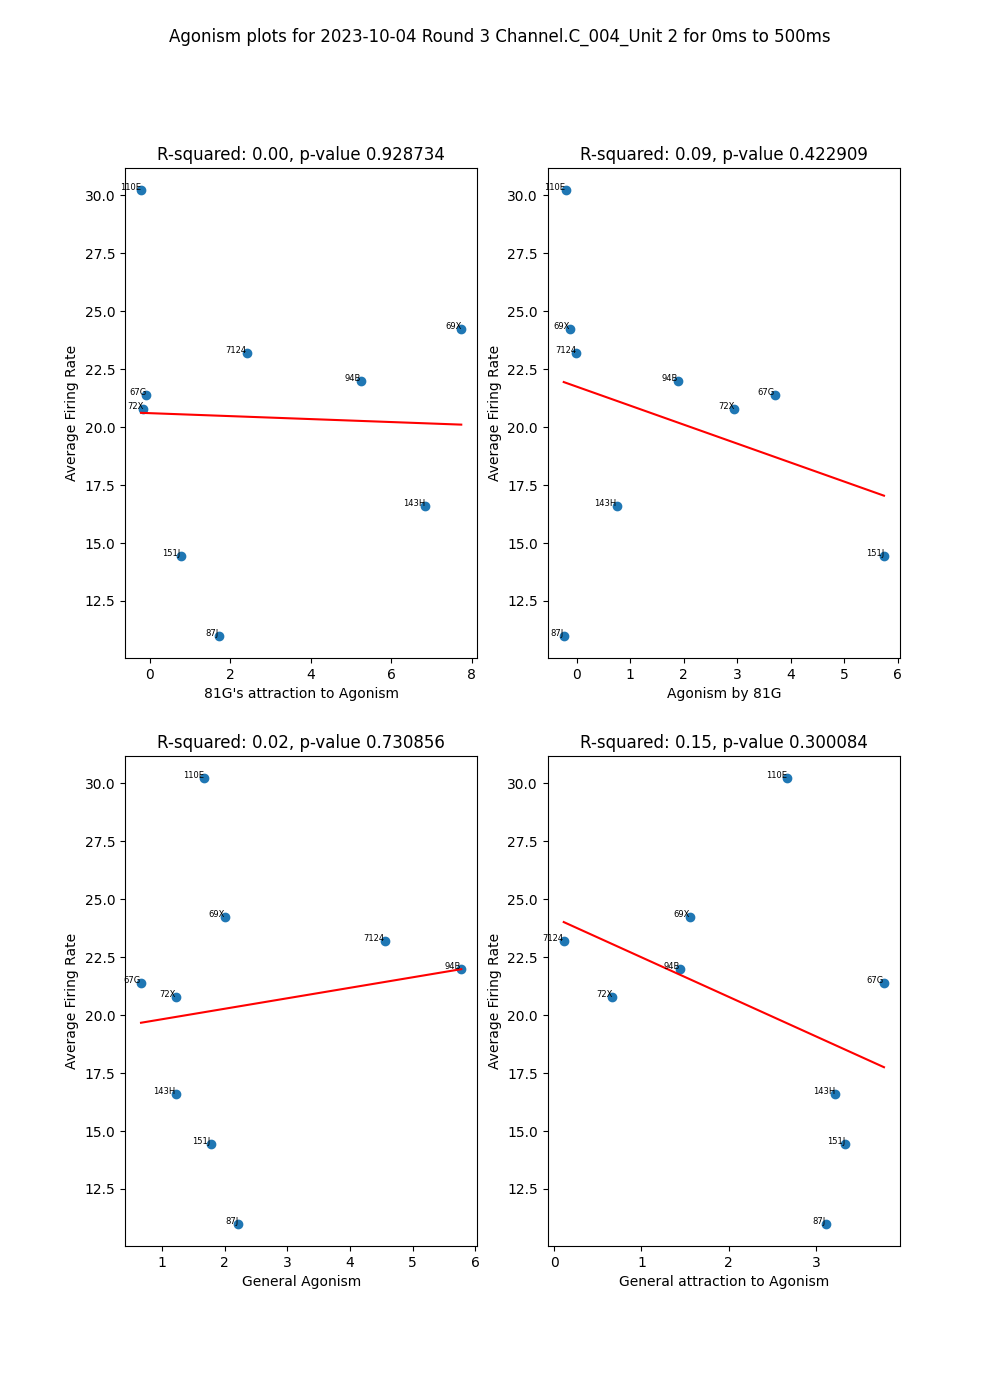 Agonism plots for 2023-10-04 Round 3 Channel.C_004_Unit 2 for 0ms to 500ms
R-squared: 0.00, p-value 0.928734
30.0
27.5
25.0
22.5
20.0
17.5
15.0
12.5
Average Firing Rate
110E
69X
7124
94B
67G
72X
143H
151J
87J
0 2 4 6 8
81G's attraction to Agonism
R-squared: 0.09, p-value 0.422909
30.0
27.5
25.0
22.5
20.0
17.5
15.0
12.5
Average Firing Rate
110E
69X
7124
94B
67G
72X
143H
151J
87J
0 1 2 3 4 5 6
Agonism by 81G
R-squared: 0.02, p-value 0.730856
30.0
27.5
25.0
22.5
20.0
17.5
15.0
12.5
Average Firing Rate
110E
69X
7124
94B
67G
72X
143H
151J
87J
1 2 3 4 5 6
General Agonism
R-squared: 0.15, p-value 0.300084
30.0
27.5
25.0
22.5
20.0
17.5
15.0
12.5
Average Firing Rate
110E
69X
7124
94B
67G
72X
143H
151J
87J
0 1 2 3
General attraction to Agonism